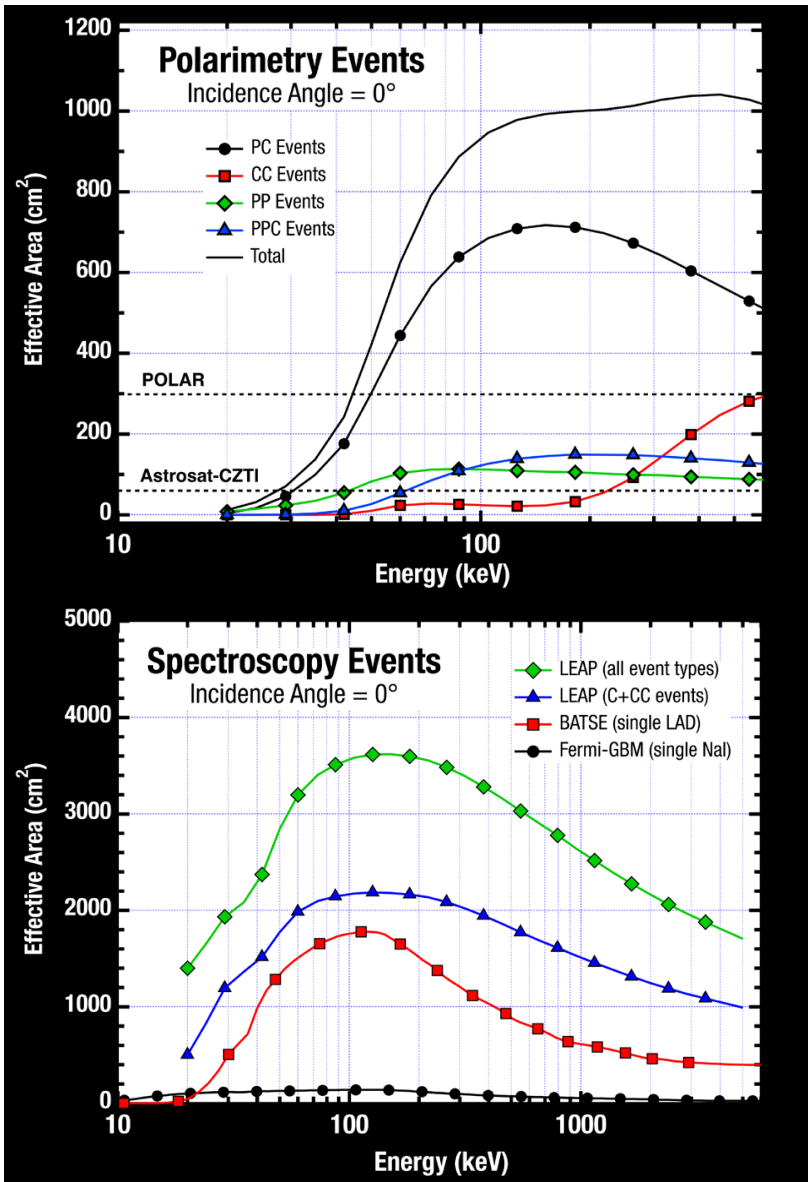 Polarimetry Events
Incidence Angle = 0°
PC Events
CC Events
PP Events
PPC Events
Total
Effective Area (cm²)
1200
1000
800
600
400
200
0
POLAR
Astrosat-CZTI
10
100
Energy (keV)
Spectroscopy Events
Incidence Angle = 0°
LEAP (all event types)
LEAP (C+CC events)
BATSE (single LAD)
Fermi-GBM (single NaI)
Effective Area (cm²)
5000
4000
3000
2000
1000
0
10
100
1000
Energy (keV)